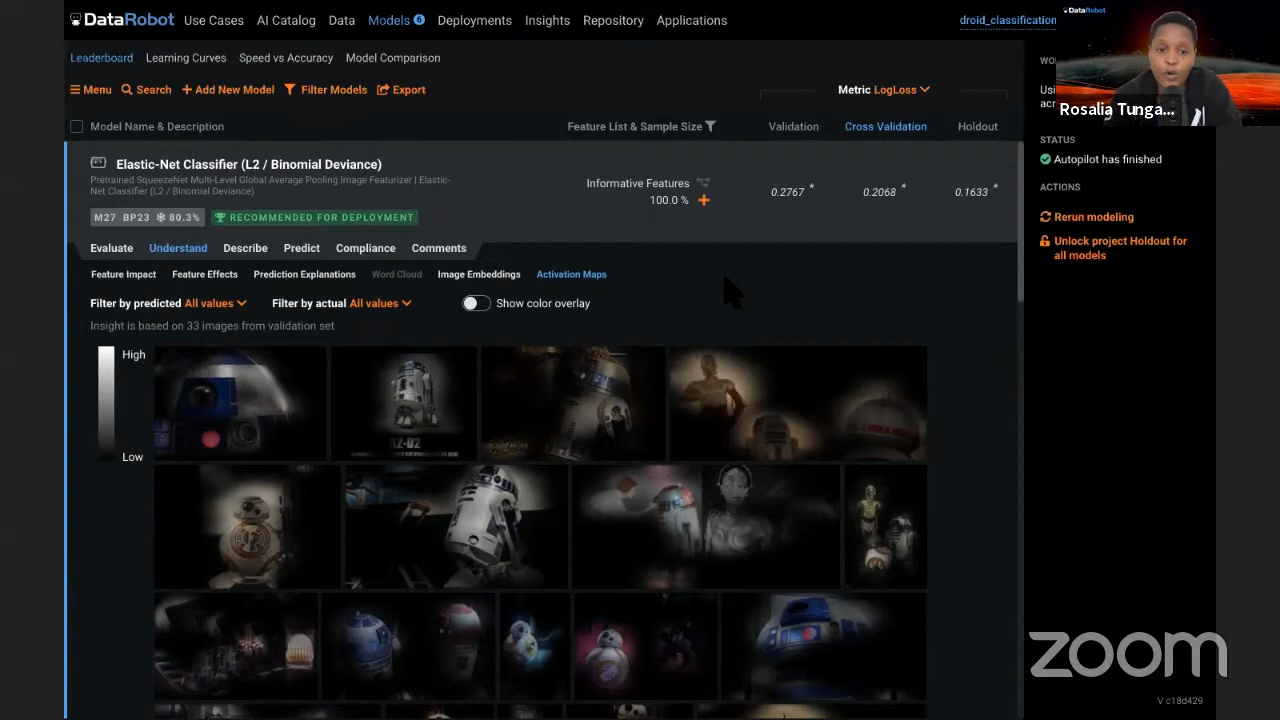 DataRobot Use Cases AI Catalog Data Models 6 Deployments Insights Repository Applications droid_classification
DataRobot
Rosalia Tunga...
Leaderboard Learning Curves Speed vs Accuracy Model Comparison
Menu Search + Add New Model Filter Models Export
Metric LogLoss
Model Name & Description Feature List & Sample Size Validation Cross Validation Holdout
Elastic-Net Classifier (L2 / Binomial Deviance)
Pretrained SqueezeNet Multi-Level Global Average Pooling Image Featurizer | Elastic-
Net Classifier (L2 / Binomial Deviance)
Informative Features
100.0 % +
0.2767 * 0.2068 * 0.1633 *
M27 BP23 80.3% RECOMMENDED FOR DEPLOYMENT
Evaluate Understand Describe Predict Compliance Comments
Feature Impact Feature Effects Prediction Explanations Word Cloud Image Embeddings Activation Maps
Filter by predicted All values Filter by actual All values Show color overlay
Insight is based on 33 images from validation set
High
Low
R2-D2
STATUS
Autopilot has finished
ACTIONS
Rerun modeling
Unlock project Holdout for
all models
zoom
V c18d429